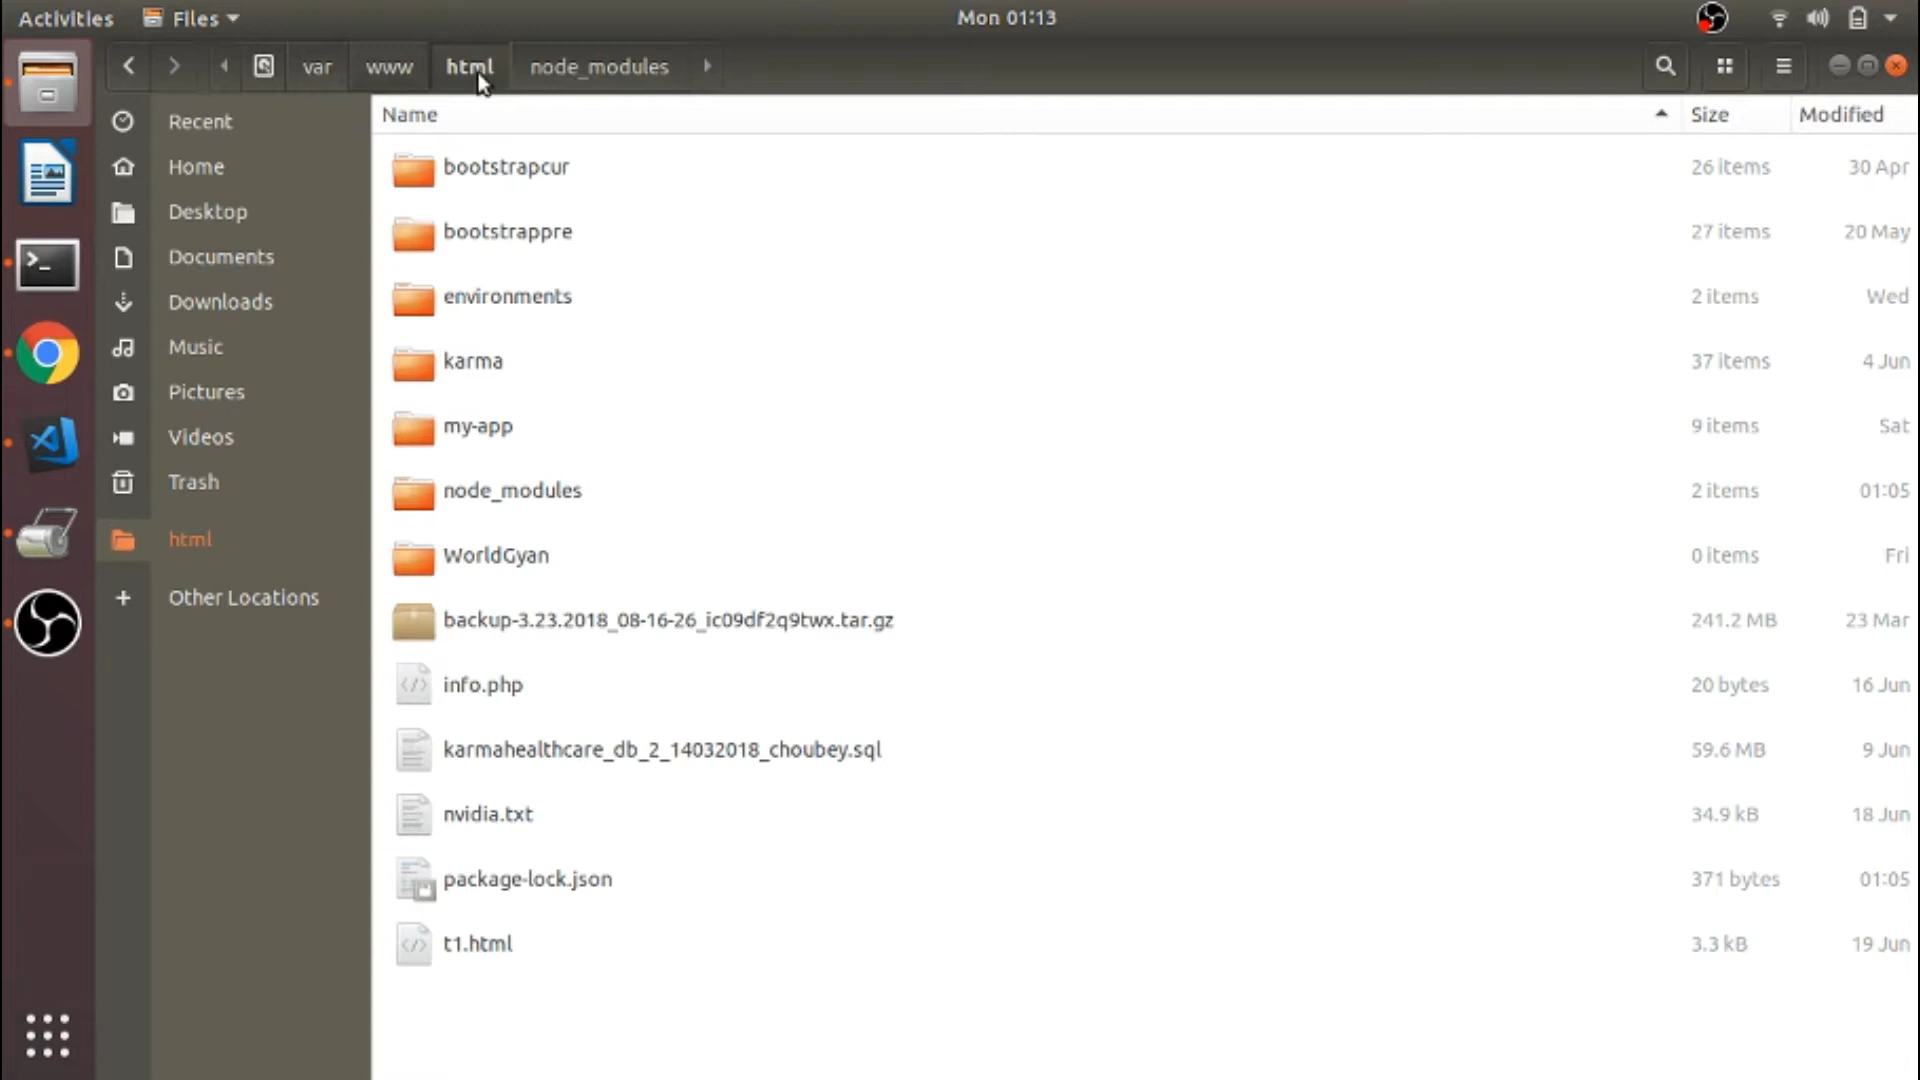 Activities Files Mon 01:13
var www html node_modules
Recent
Home
Desktop
Documents
Downloads
Music
Pictures
Videos
Trash
html
Other Locations
Name Size Modified
bootstrapcur 26 items 30 Apr
bootstrappre 27 items 20 May
environments 2 items Wed
karma 37 items 4 Jun
my-app 9 items Sat
node_modules 2 items 01:05
WorldGyan 0 items Fri
backup-3.23.2018_08-16-26_ic09df2q9twx.tar.gz 241.2 MB 23 Mar
info.php 20 bytes 16 Jun
karmahealthcare_db_2_14032018_choubey.sql 59.6 MB 9 Jun
nvidia.txt 34.9 kB 18 Jun
package-lock.json 371 bytes 01:05
t1.html 3.3 kB 19 Jun